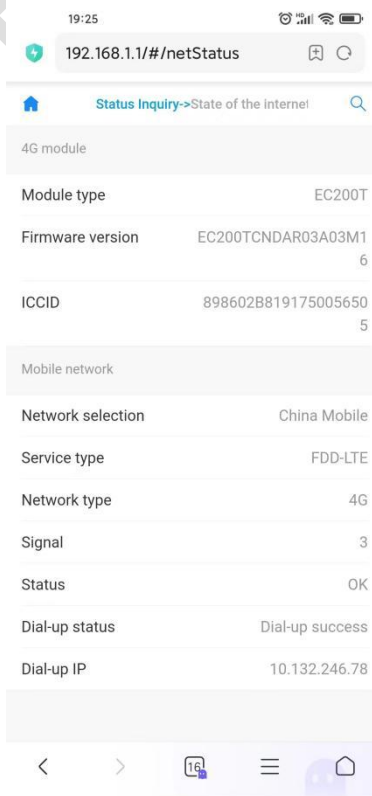 19:25
192.168.1.1/#/netStatus
Status Inquiry->State of the internet
4G module
Module type EC200T
Firmware version EC200TCNDAR03A03M1
6
ICCID 898602B819175005650
5
Mobile network
Network selection China Mobile
Service type FDD-LTE
Network type 4G
Signal 3
Status OK
Dial-up status Dial-up success
Dial-up IP 10.132.246.78
16